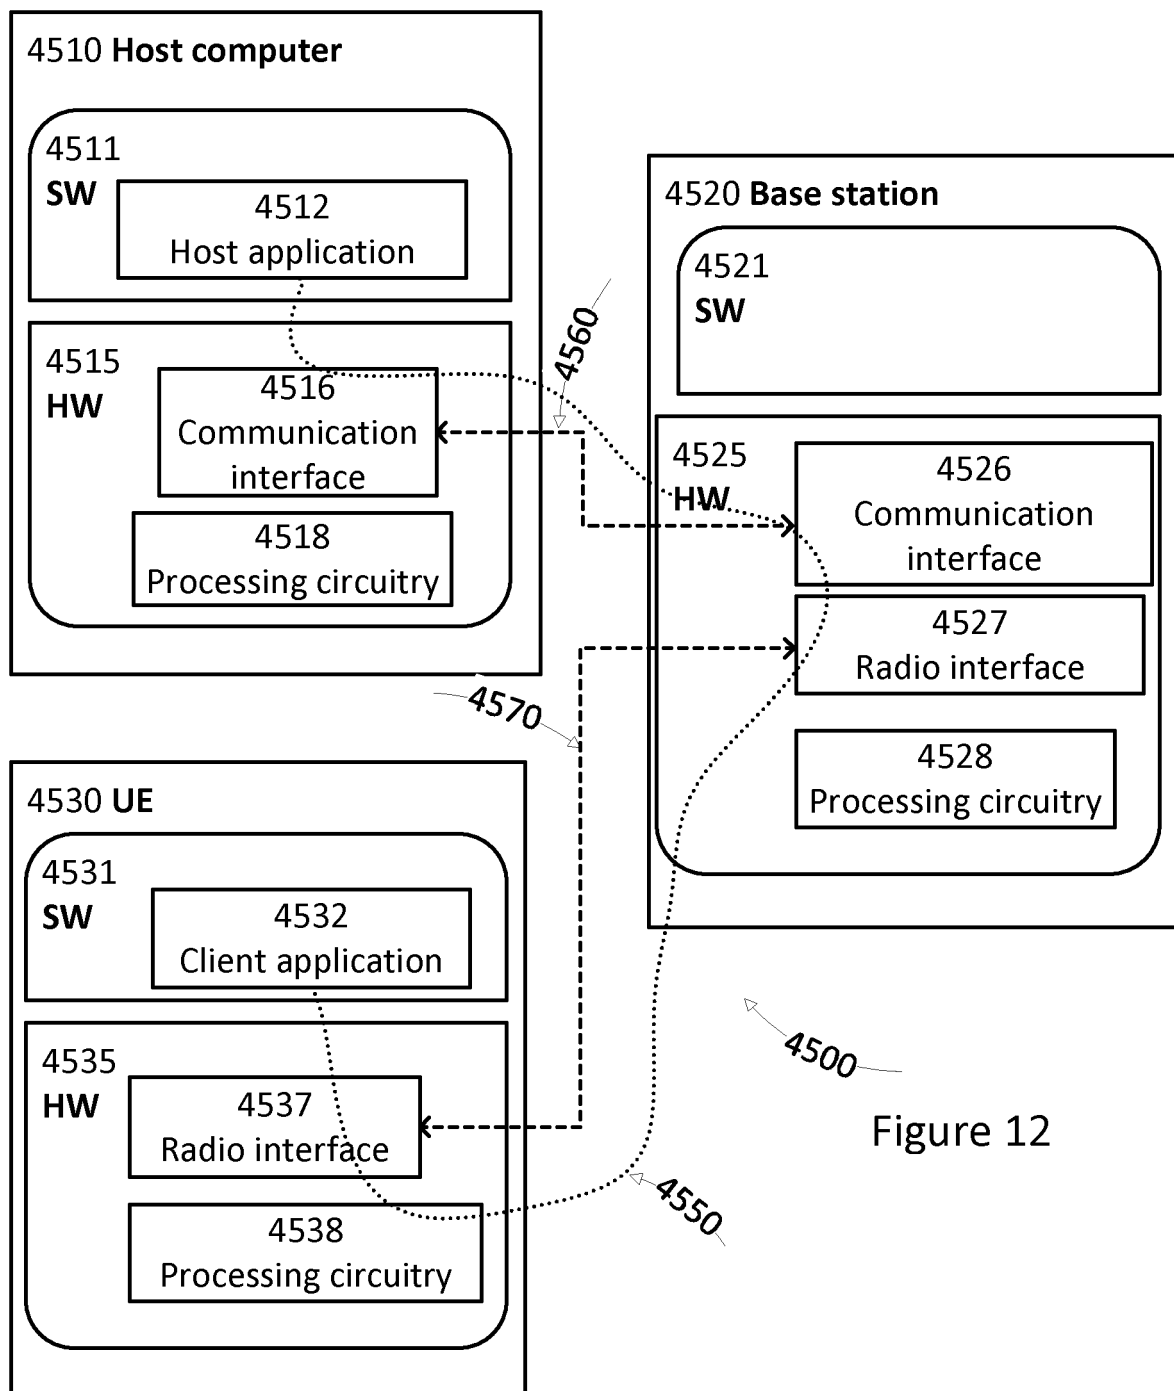 4510 Host computer
4511
SW
4512
Host application
4515
HW
4516
Communication
interface
4518
Processing circuitry
4520 Base station
4521
SW
4525
HW
4526
Communication
interface
4527
Radio interface
4528
Processing circuitry
4560
4570
4530 UE
4531
SW
4532
Client application
4535
HW
4537
Radio interface
4538
Processing circuitry
4500
4550
Figure 12